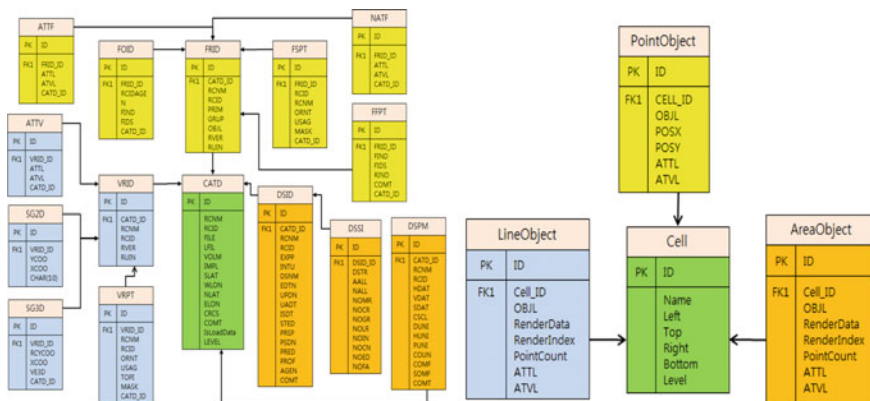 ATTF
PK ID
FK1 FRID_ID
ATTL
ATVL
CATD_ID
FOID
PK ID
FK1 FRID_ID
RCIDAGE
N
FIND
FIDS
CATD_ID
FRID
PK ID
FK1 CATD_ID
RCNM
RCID
PRIM
GRUP
OBJL
RVER
RUIN
FSPT
PK ID
FK1 FRID_ID
RCID
RCNM
ORNT
USAG
MASK
CATD_ID
NATF
PK ID
FK1 FRID_ID
ATTL
ATVL
CATD_ID
FFPT
PK ID
FK1 FRID_ID
FIND
FIDS
RIND
COMT
CATD_ID
ATTV
PK ID
FK1 VRID_ID
ATTL
ATVL
CATD_ID
VRID
PK ID
FK1 CATD_ID
RCNM
RCID
RVER
RUIN
SG2D
PK ID
FK1 VRID_ID
YCOO
XCOO
CHAR(10)
SG3D
PK ID
FK1 VRID_ID
RCYCOO
XCOO
VE3D
CATD_ID
VRPT
PK ID
FK1 VRID_ID
RCNM
RCID
ORNT
USAG
TOPI
MASK
CATD_ID
CATD
PK ID
RCNM
RCID
FILE
LFIL
VOLM
IMPL
SLAT
WLON
NLAT
ELON
CRCS
COMT
IsLoadData
LEVEL
DSID
PK ID
FK1 CATD_ID
RCNM
RCID
EXPP
INTU
DSNM
EDTN
UPDN
UADT
ISDT
STED
PRSP
PSDN
PRED
PROF
AGEN
COMT
DSSI
PK ID
FK1 DSID_ID
DSTR
AALL
NALL
NOMR
NOCR
NOGR
NOLR
NOIN
NOCN
NOED
NOFA
DSPM
PK ID
FK1 CATD_ID
RCNM
RCID
HDAT
VDAT
SDAT
CSCL
DUNI
HUNI
PUNI
COUN
COMF
SOMF
COMT
PointObject
PK ID
FK1 CELL_ID
OBJL
POSX
POSY
ATTL
ATVL
LineObject
PK ID
FK1 Cell_ID
OBJL
RenderData
RenderIndex
PointCount
ATTL
ATVL
Cell
PK ID
Name
Left
Top
Right
Bottom
Level
AreaObject
PK ID
FK1 Cell_ID
OBJL
RenderData
RenderIndex
PointCount
ATTL
ATVL